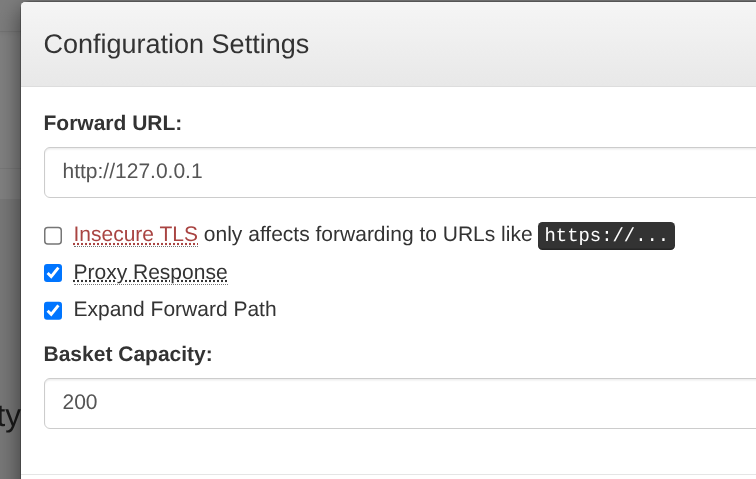 Configuration Settings
Forward URL:
http://127.0.0.1
Insecure TLS only affects forwarding to URLs like https://...
Proxy Response
Expand Forward Path
Basket Capacity:
200
ty